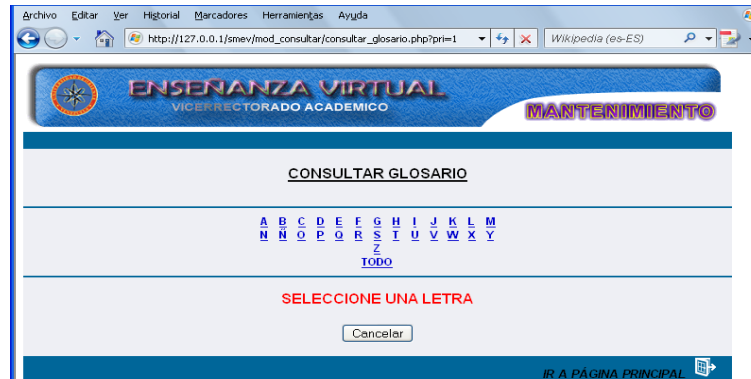 Archivo Editar Ver Historial Marcadores Herramientas Ayuda
http://127.0.0.1/smev/mod_consultar/consultar_glosario.php?pri=1 Wikipedia (es-ES)
ENSEÑANZA VIRTUAL
VICERRECTORADO ACADEMICO
MANTENIMIENTO
CONSULTAR GLOSARIO
A B C D E F G H I J K L M
N Ñ O P Q R S T U V W X Y
Z
TODO
SELECCIONE UNA LETRA
Cancelar
IR A PÁGINA PRINCIPAL